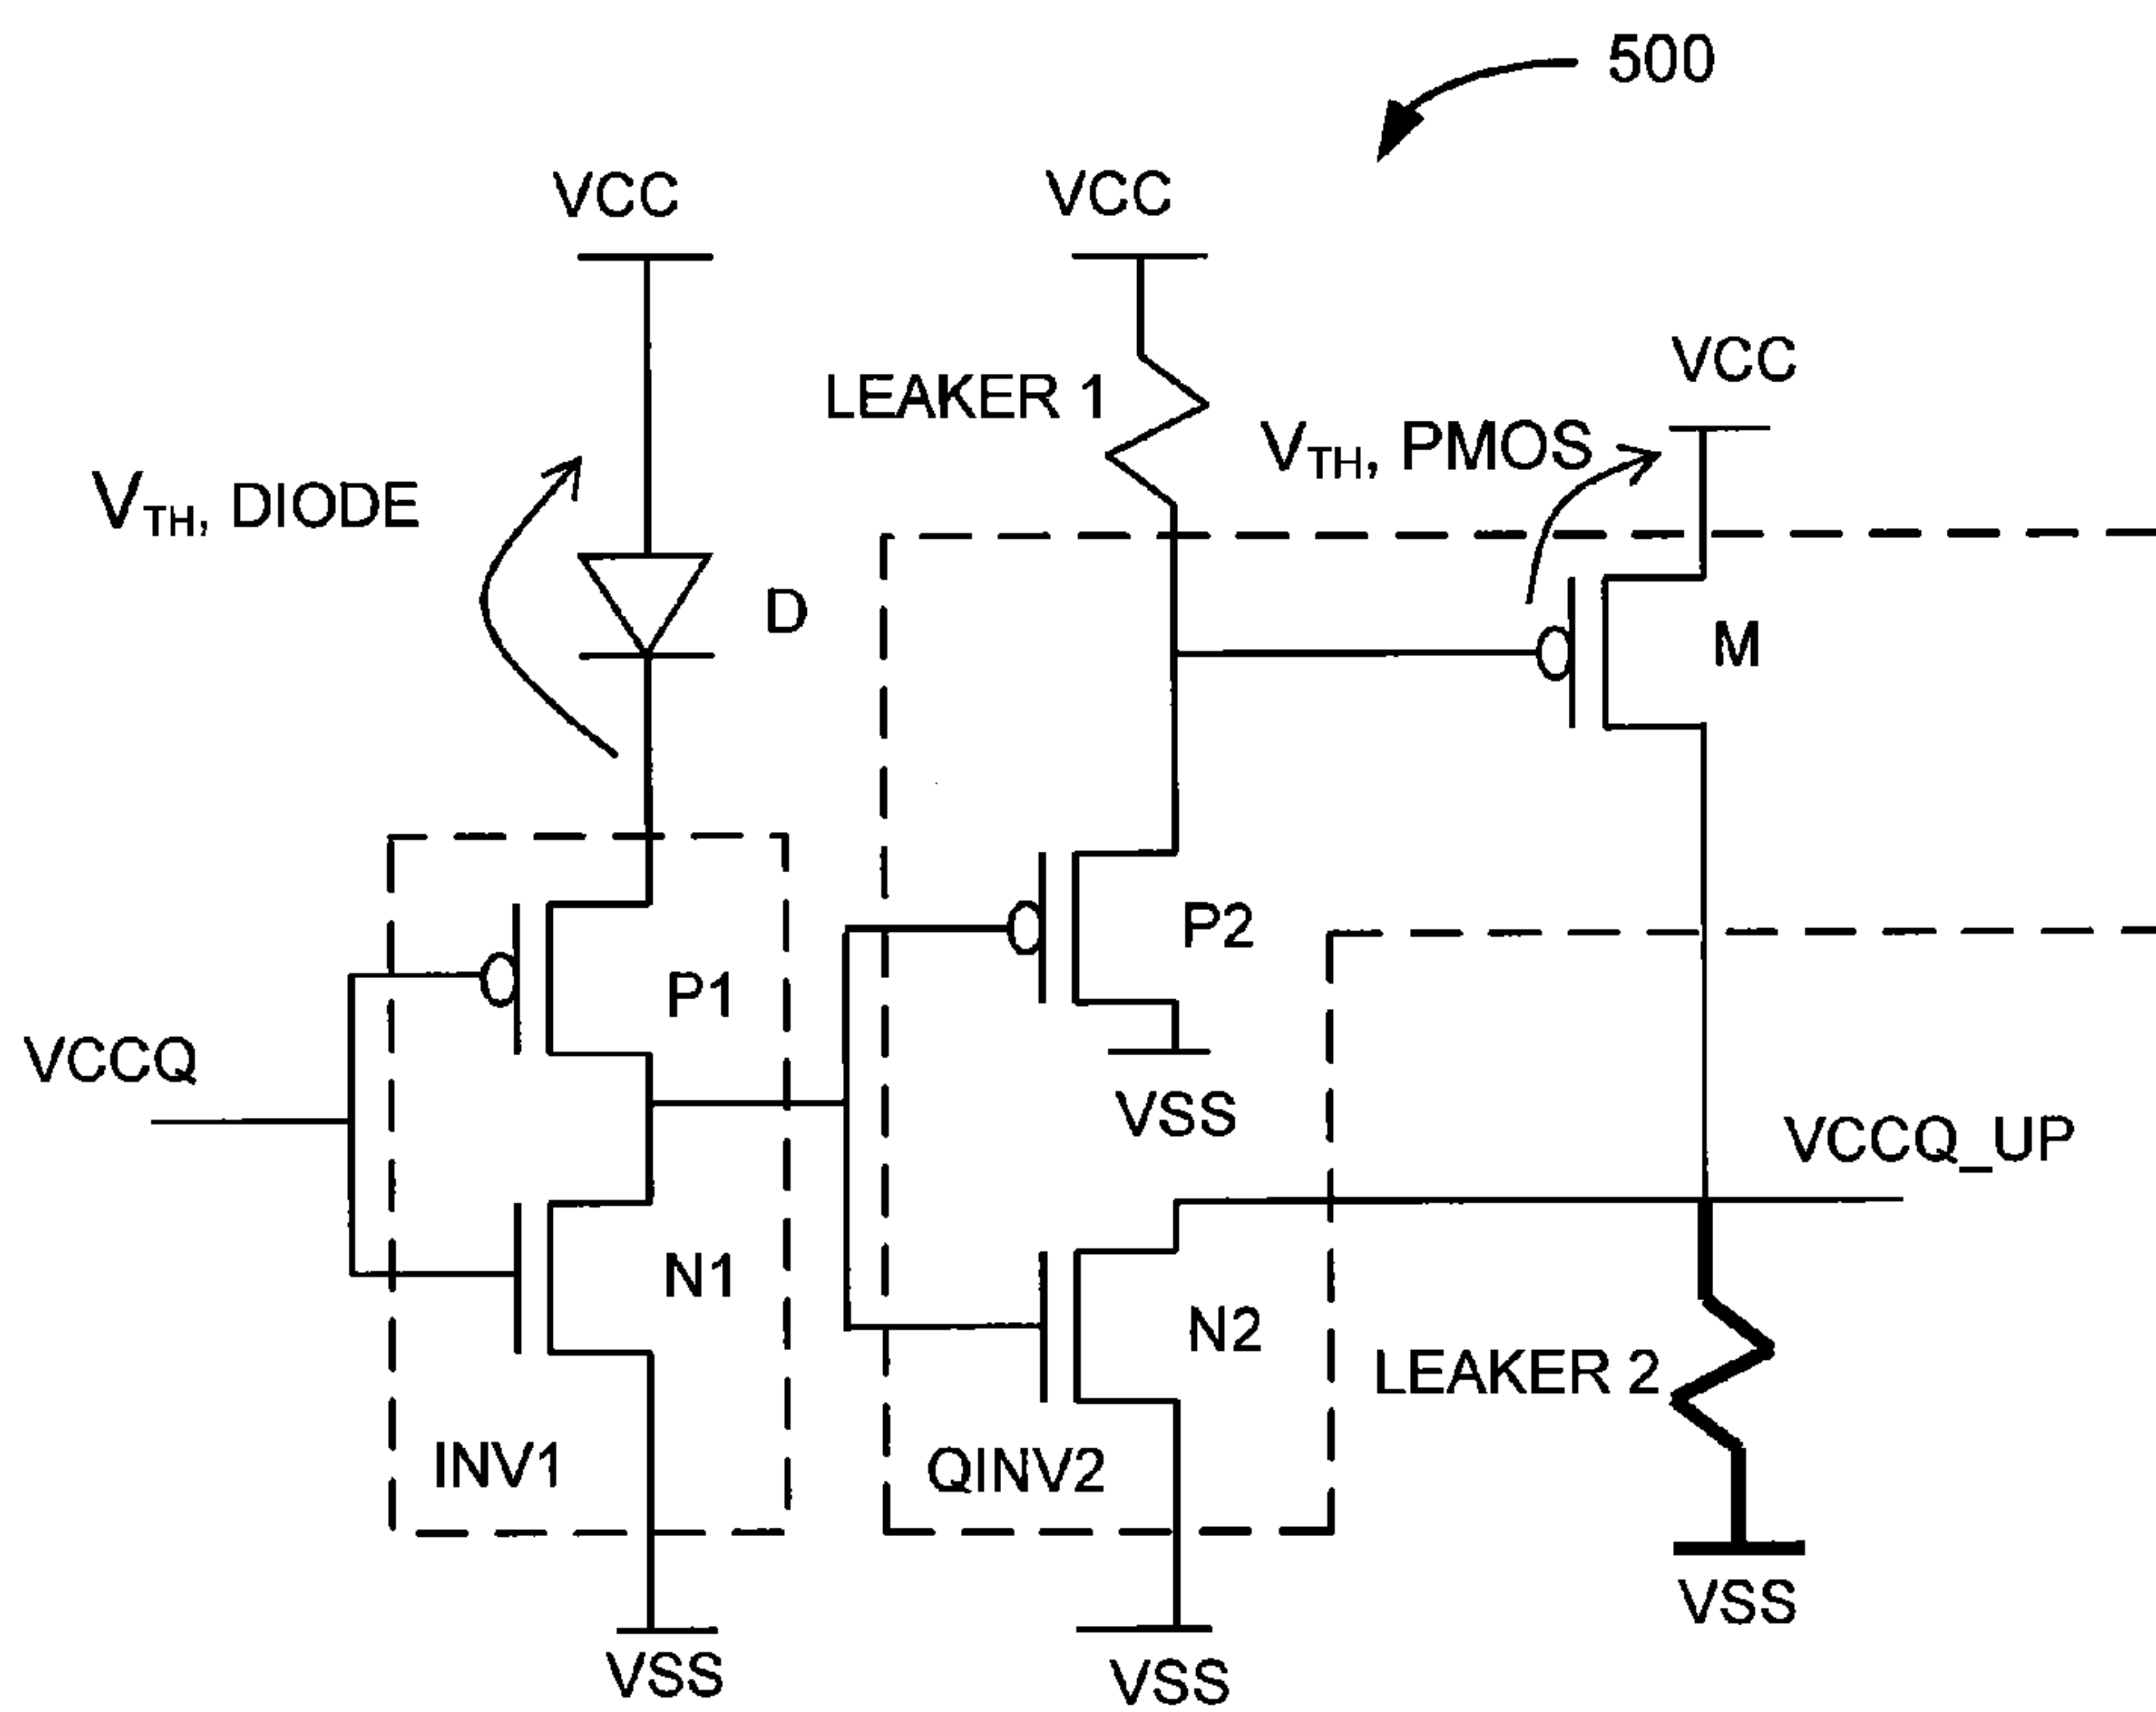 500
VCC
VCC
VCC
LEAKER 1
VTH, PMOS
VTH, DIODE
D
M
P2
P1
VCCQ
VSS
VCCQ_UP
N1
N2
LEAKER 2
INV1
QINV2
VSS
VSS
VSS